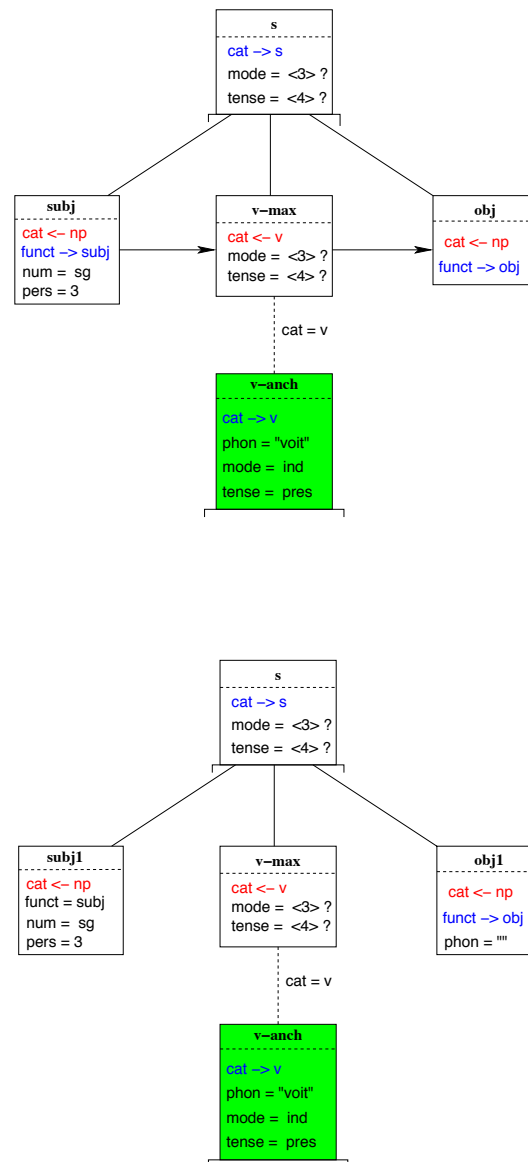 s
cat −> s
mode = <3> ?
tense = <4> ?
subj
cat <− np
funct −> subj
num = sg
pers = 3
v−max
cat <− v
mode = <3> ?
tense = <4> ?
obj
cat <− np
funct −> obj
cat = v
v−anch
cat −> v
phon = "voit"
mode = ind
tense = pres
s
cat −> s
mode = <3> ?
tense = <4> ?
subj1
cat <− np
funct = subj
num = sg
pers = 3
v−max
cat <− v
mode = <3> ?
tense = <4> ?
obj1
cat <− np
funct −> obj
phon = ""
cat = v
v−anch
cat −> v
phon = "voit"
mode = ind
tense = pres